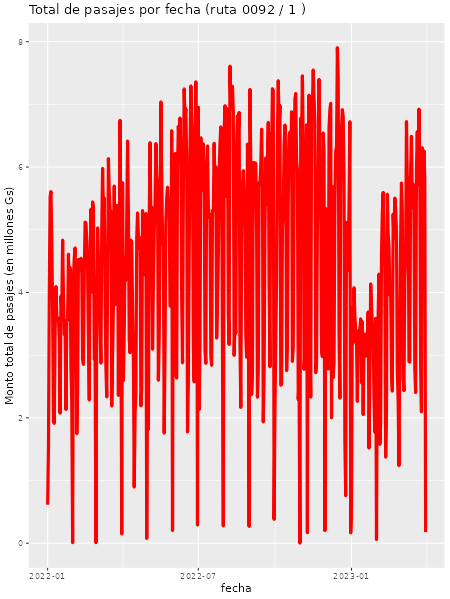 Total de pasajes por fecha (ruta 0092 / 1 )
Monto total de pasajes (en millones Gs)
8
6
4
2
0
2022-01
2022-07
2023-01
fecha